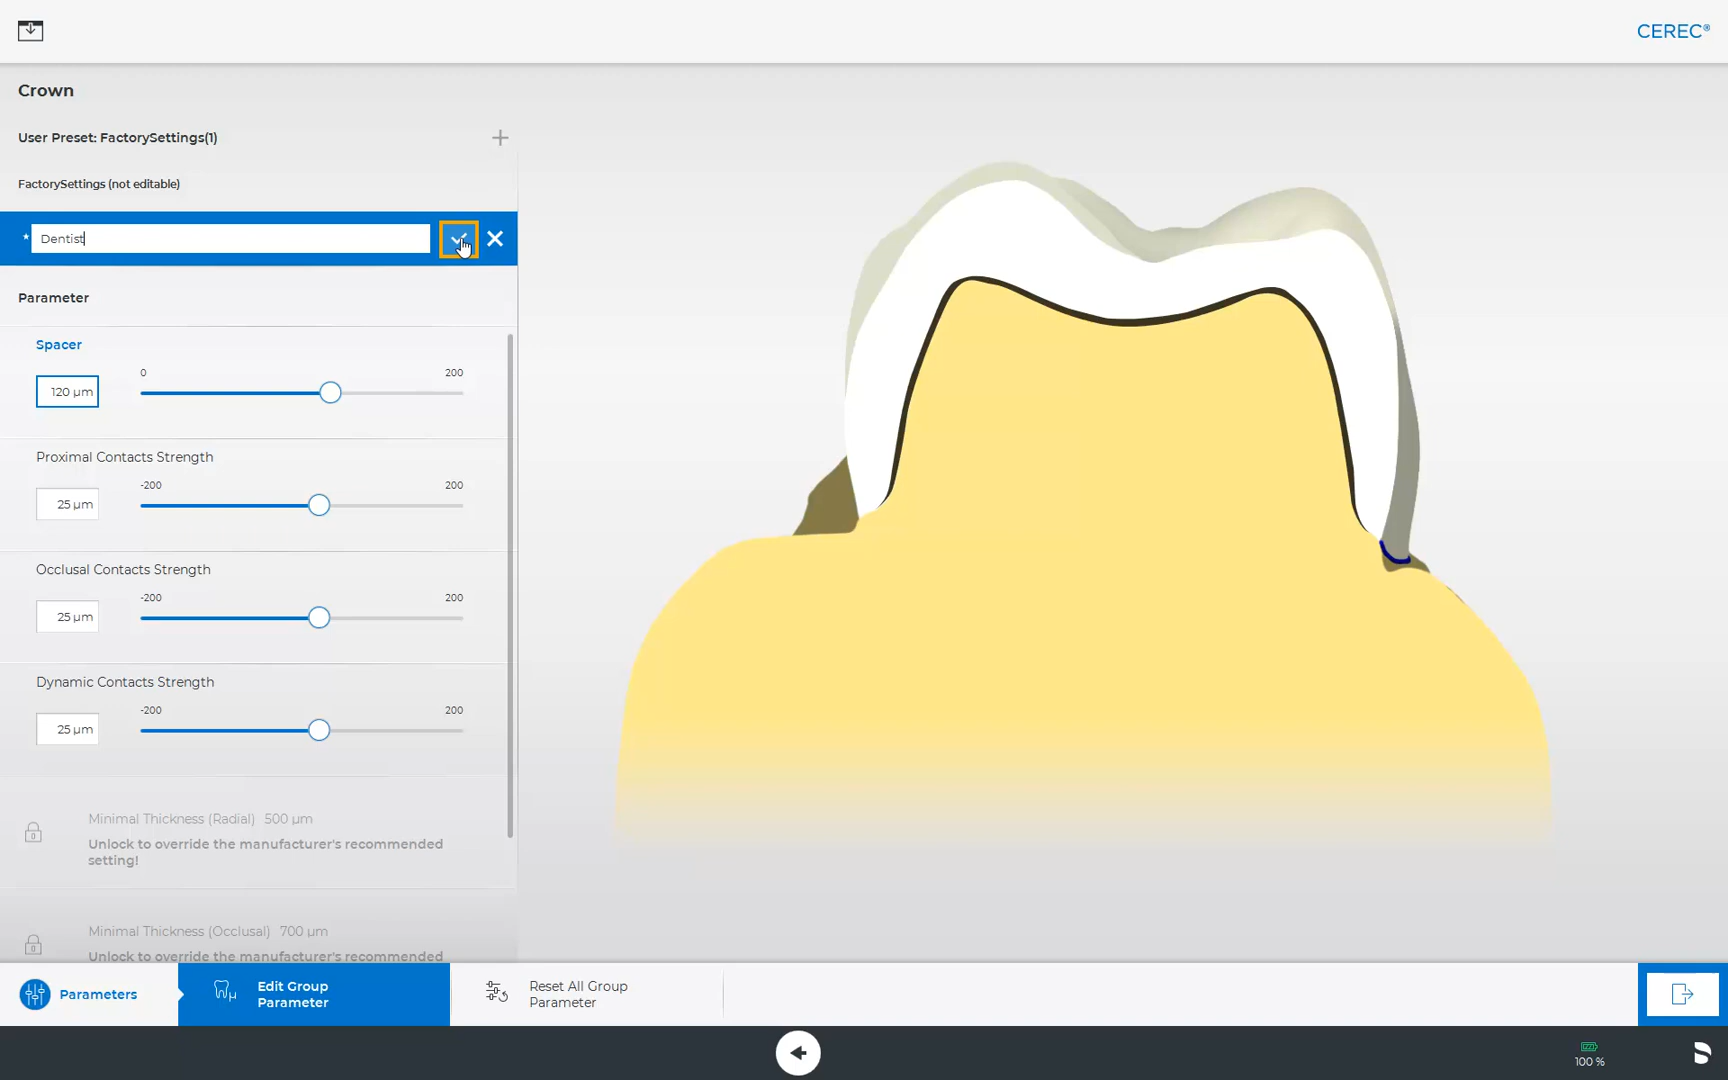 CEREC®
Crown
User Preset: FactorySettings(1)
FactorySettings (not editable)
* Dentist
Parameter
Spacer
0 200
120 µm
Proximal Contacts Strength
-200 200
25 µm
Occlusal Contacts Strength
-200 200
25 µm
Dynamic Contacts Strength
-200 200
25 µm
Minimal Thickness (Radial) 500 µm
Unlock to override the manufacturer's recommended
setting!
Minimal Thickness (Occlusal) 700 µm
Unlock to override the manufacturer's recommended
Parameters
Edit Group
Parameter
Reset All Group
Parameter
100 %